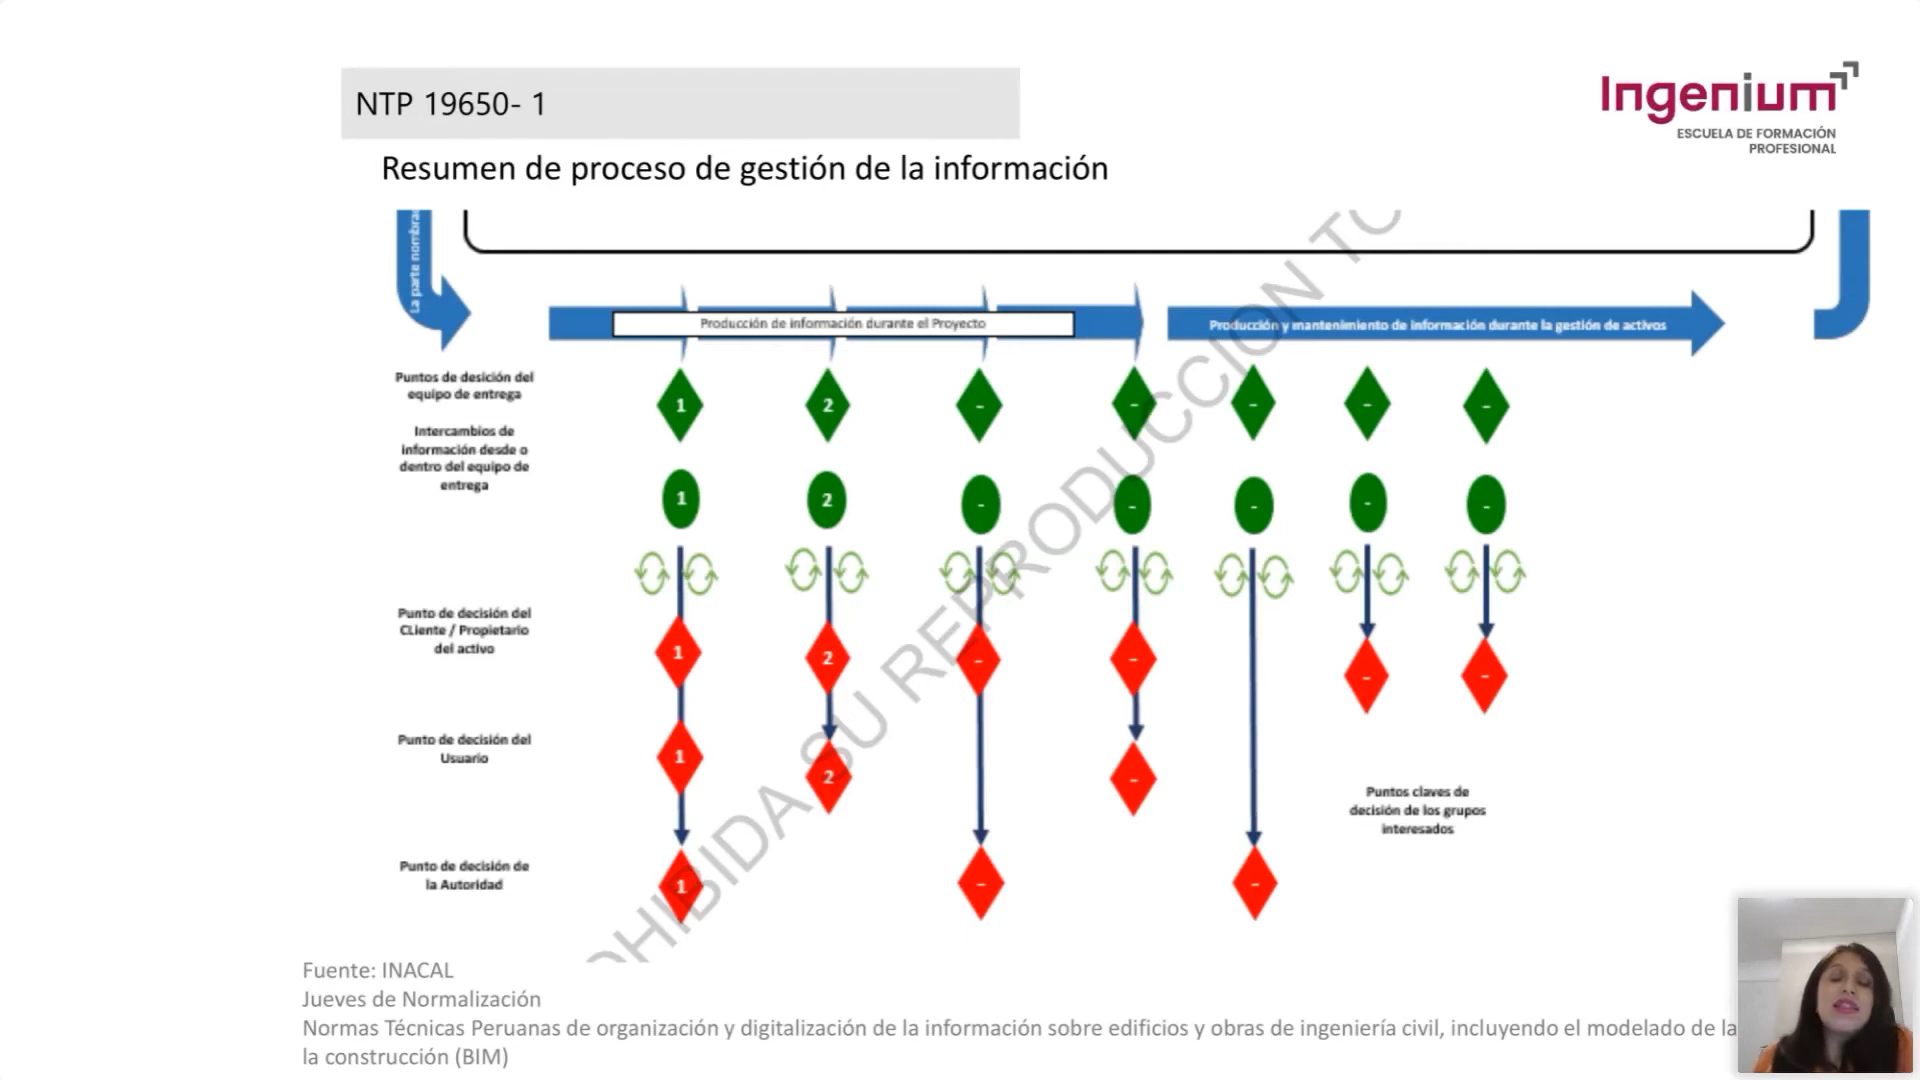 NTP 19650- 1
Ingenium
ESCUELA DE FORMACIÓN
PROFESIONAL
Resumen de proceso de gestión de la información
La parte
Producción de información durante el Proyecto
Producción y mantenimiento de información durante la gestión de activos
Puntos de desición del
equipo de entrega
1 2 - - - - -
Intercambios de
información desde o
dentro del equipo de
entrega
1 2 - - - - -
Punto de decisión del
CLiente / Propietario
del activo
1 2 - - - -
Punto de decisión del
Usuario
1 2 -
Puntos claves de
decisión de los grupos
interesados
Punto de decisión de
la Autoridad
1 - -
SU REPRODUCCION
Fuente: INACAL
Jueves de Normalización
Normas Técnicas Peruanas de organización y digitalización de la información sobre edificios y obras de ingeniería civil, incluyendo el modelado de la
la construcción (BIM)